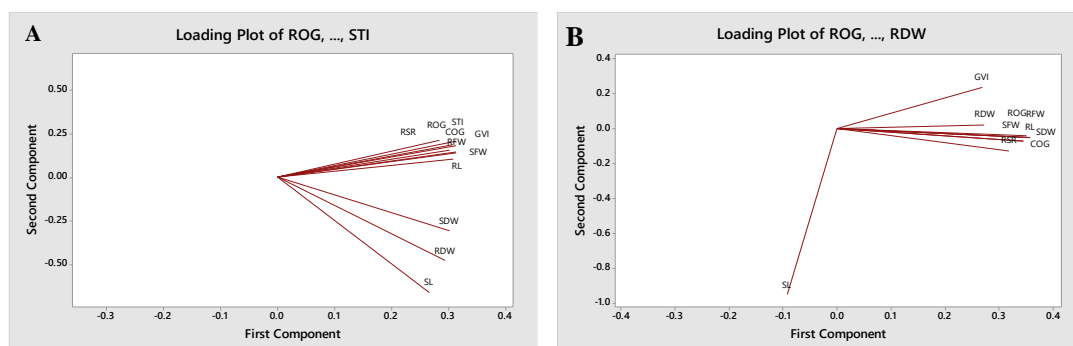 A
Loading Plot of ROG, ..., STI
0.50
0.25
0.00
-0.25
-0.50
Second Component
RSR
ROG
STI
COG
GVI
RFW
SFW
RL
SDW
RDW
SL
-0.3
-0.2
-0.1
0.0
0.1
0.2
0.3
0.4
First Component
B
Loading Plot of ROG, ..., RDW
0.4
0.2
0.0
-0.2
-0.4
-0.6
-0.8
-1.0
Second Component
GVI
RDW
ROG
RFW
SFW
RL
SDW
RSR
COG
SL
-0.4
-0.3
-0.2
-0.1
0.0
0.1
0.2
0.3
0.4
First Component